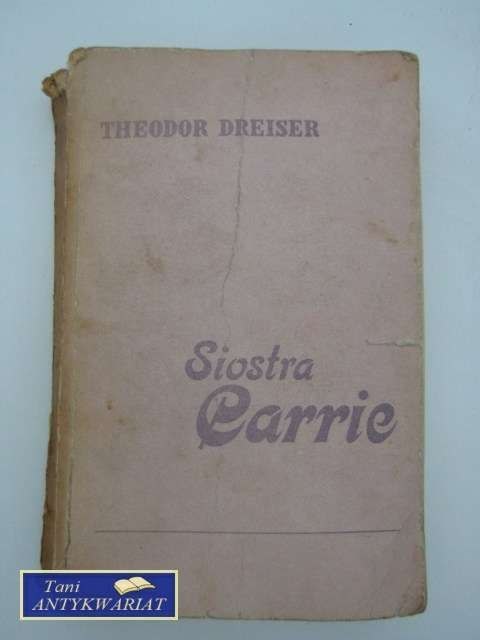 THEODOR DREISER
Siostra
Carrie
Tani
ANTYKWARIAT